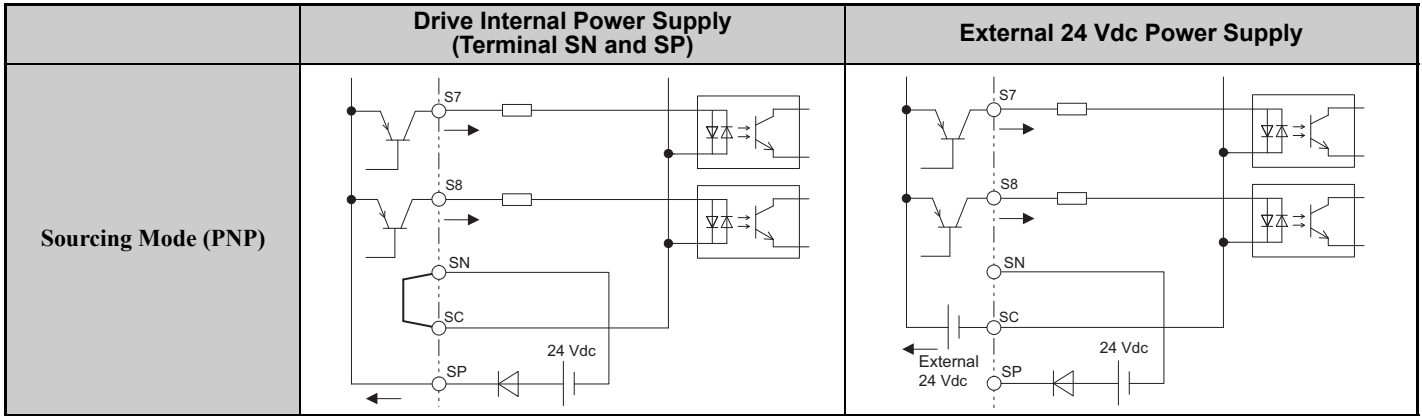 Drive Internal Power Supply
(Terminal SN and SP)
External 24 Vdc Power Supply
Sourcing Mode (PNP)
S7
S8
SN
SC
24 Vdc
SP
S7
S8
SN
SC
External
24 Vdc
24 Vdc
SP